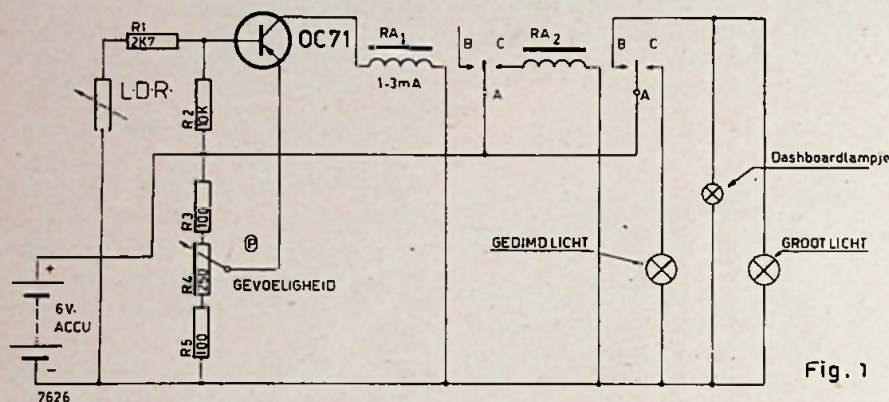 R1
2K7
OC71
RA1
B
C
RA2
B
C
L·D·R·
1-3mA
A
A
R2
10K
Dashboardlampje
R3
100
P
GEDIMD LICHT
GROOT LICHT
R4
250
GEVOELIGHEID
+
6V.
ACCU
R5
100
-
Fig. 1
7626